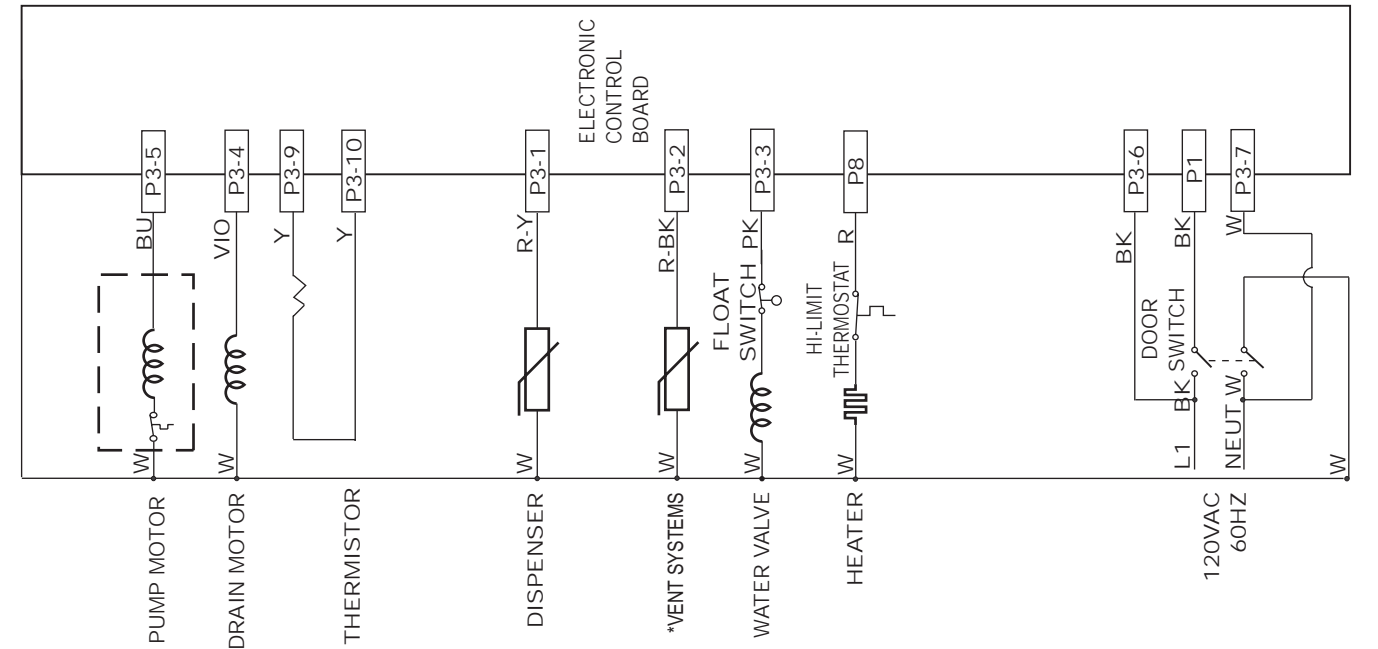 ELECTRONIC
CONTROL
BOARD
P3-5
P3-4
P3-9
P3-10
P3-1
P3-2
P3-3
P8
P3-6
P1
P3-7
BU
VIO
Y
Y
R-Y
R-BK
PK
R
BK
BK
W
FLOAT
SWITCH
HI-LIMIT
THERMOSTAT
DOOR
SWITCH
BK
W
W
W
W
W
W
W
L1
NEUT
W
120VAC
60HZ
PUMP MOTOR
DRAIN MOTOR
THERMISTOR
DISPENSER
*VENT SYSTEMS
WATER VALVE
HEATER